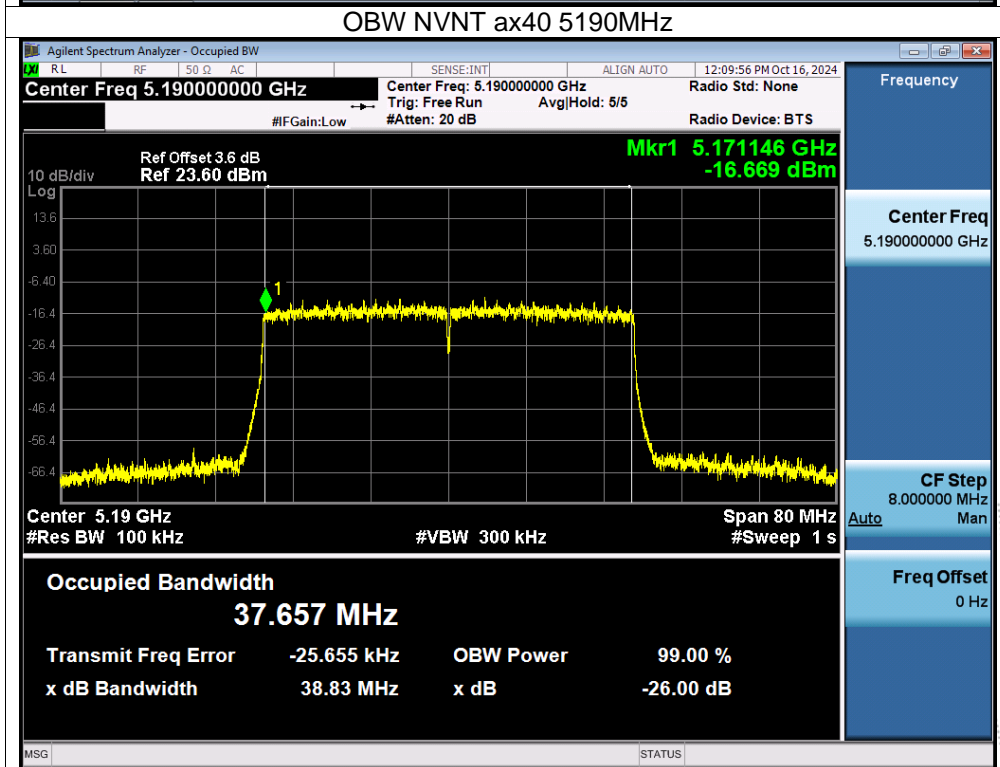 OBW NVNT ax40 5190MHz
Agilent Spectrum Analyzer - Occupied BW
LXI RL RF 50 Ω AC SENSE:INT ALIGN AUTO 12:09:56 PM Oct 16, 2024
Center Freq 5.190000000 GHz Center Freq: 5.190000000 GHz Radio Std: None Frequency
Trig: Free Run Avg|Hold: 5/5
#IFGain:Low #Atten: 20 dB Radio Device: BTS
Mkr1 5.171146 GHz
-16.669 dBm
Ref Offset 3.6 dB
10 dB/div Ref 23.60 dBm
Log
13.6
3.60
-6.40
-16.4
-26.4
-36.4
-46.4
-56.4
-66.4
1
Center 5.19 GHz Span 80 MHz
#Res BW 100 kHz #VBW 300 kHz #Sweep 1 s
Occupied Bandwidth
37.657 MHz
Transmit Freq Error -25.655 kHz OBW Power 99.00 %
x dB Bandwidth 38.83 MHz x dB -26.00 dB
Center Freq
5.190000000 GHz
CF Step
8.000000 MHz
Auto Man
Freq Offset
0 Hz
MSG STATUS